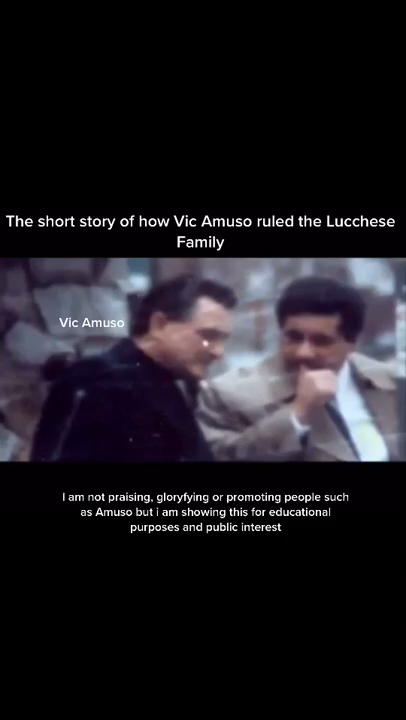 The short story of how Vic Amuso ruled the Lucchese
Family
Vic Amuso
I am not praising, gloryfying or promoting people such
as Amuso but i am showing this for educational
purposes and public interest